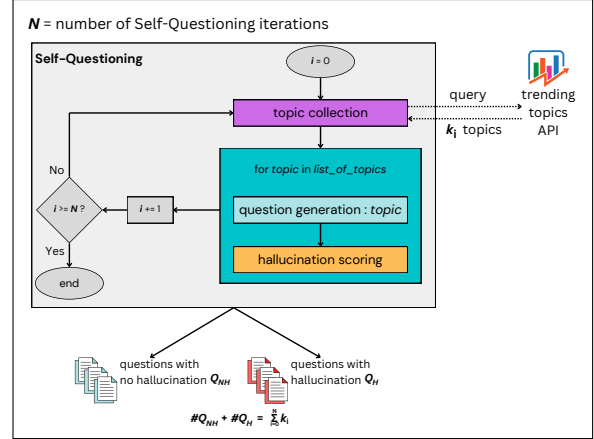 N = number of Self-Questioning iterations
Self-Questioning
i = 0
topic collection
query
k_i topics
trending
topics
API
for topic in list_of_topics
question generation : topic
hallucination scoring
i += 1
i >= N ?
No
Yes
end
questions with
no hallucination Q_NH
questions with
hallucination Q_H
#Q_NH + #Q_H = ∑_{i=0}^{N} k_i